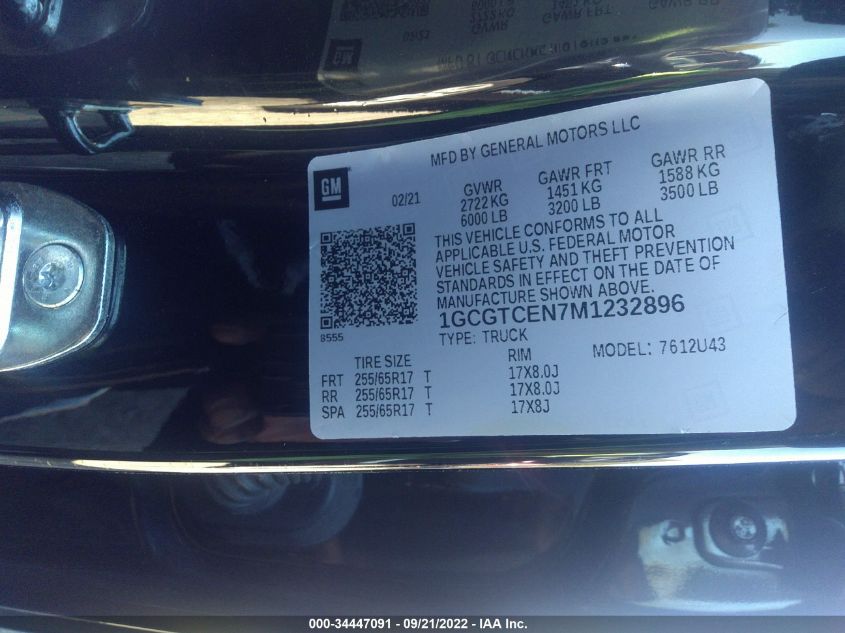 MFD BY GENERAL MOTORS LLC
GM
02/21
GVWR GAWR FRT GAWR RR
2722 KG 1451 KG 1588 KG
6000 LB 3200 LB 3500 LB
THIS VEHICLE CONFORMS TO ALL
APPLICABLE U.S. FEDERAL MOTOR
VEHICLE SAFETY AND THEFT PREVENTION
STANDARDS IN EFFECT ON THE DATE OF
MANUFACTURE SHOWN ABOVE.
1GCGTCEN7M1232896
8555
TYPE: TRUCK MODEL: 7612U43
TIRE SIZE RIM
FRT 255/65R17 T 17X8.0J
RR 255/65R17 T 17X8.0J
SPA 255/65R17 T 17X8J
000-34447091 - 09/21/2022 - IAA Inc.